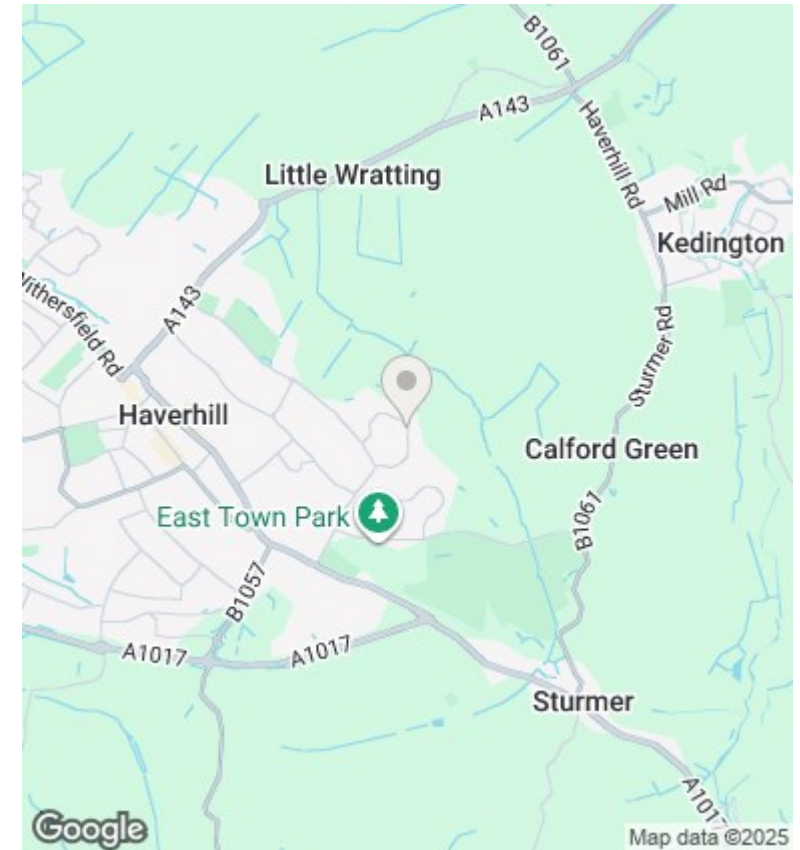 B1061
A143
Haverhill Rd
Little Wratting
Mill Rd
Kedington
Withersfield Rd
A143
Sturmer Rd
Haverhill
Calford Green
East Town Park
B1061
B1057
A1017
A1017
Sturmer
A1017
Google
Map data ©2025